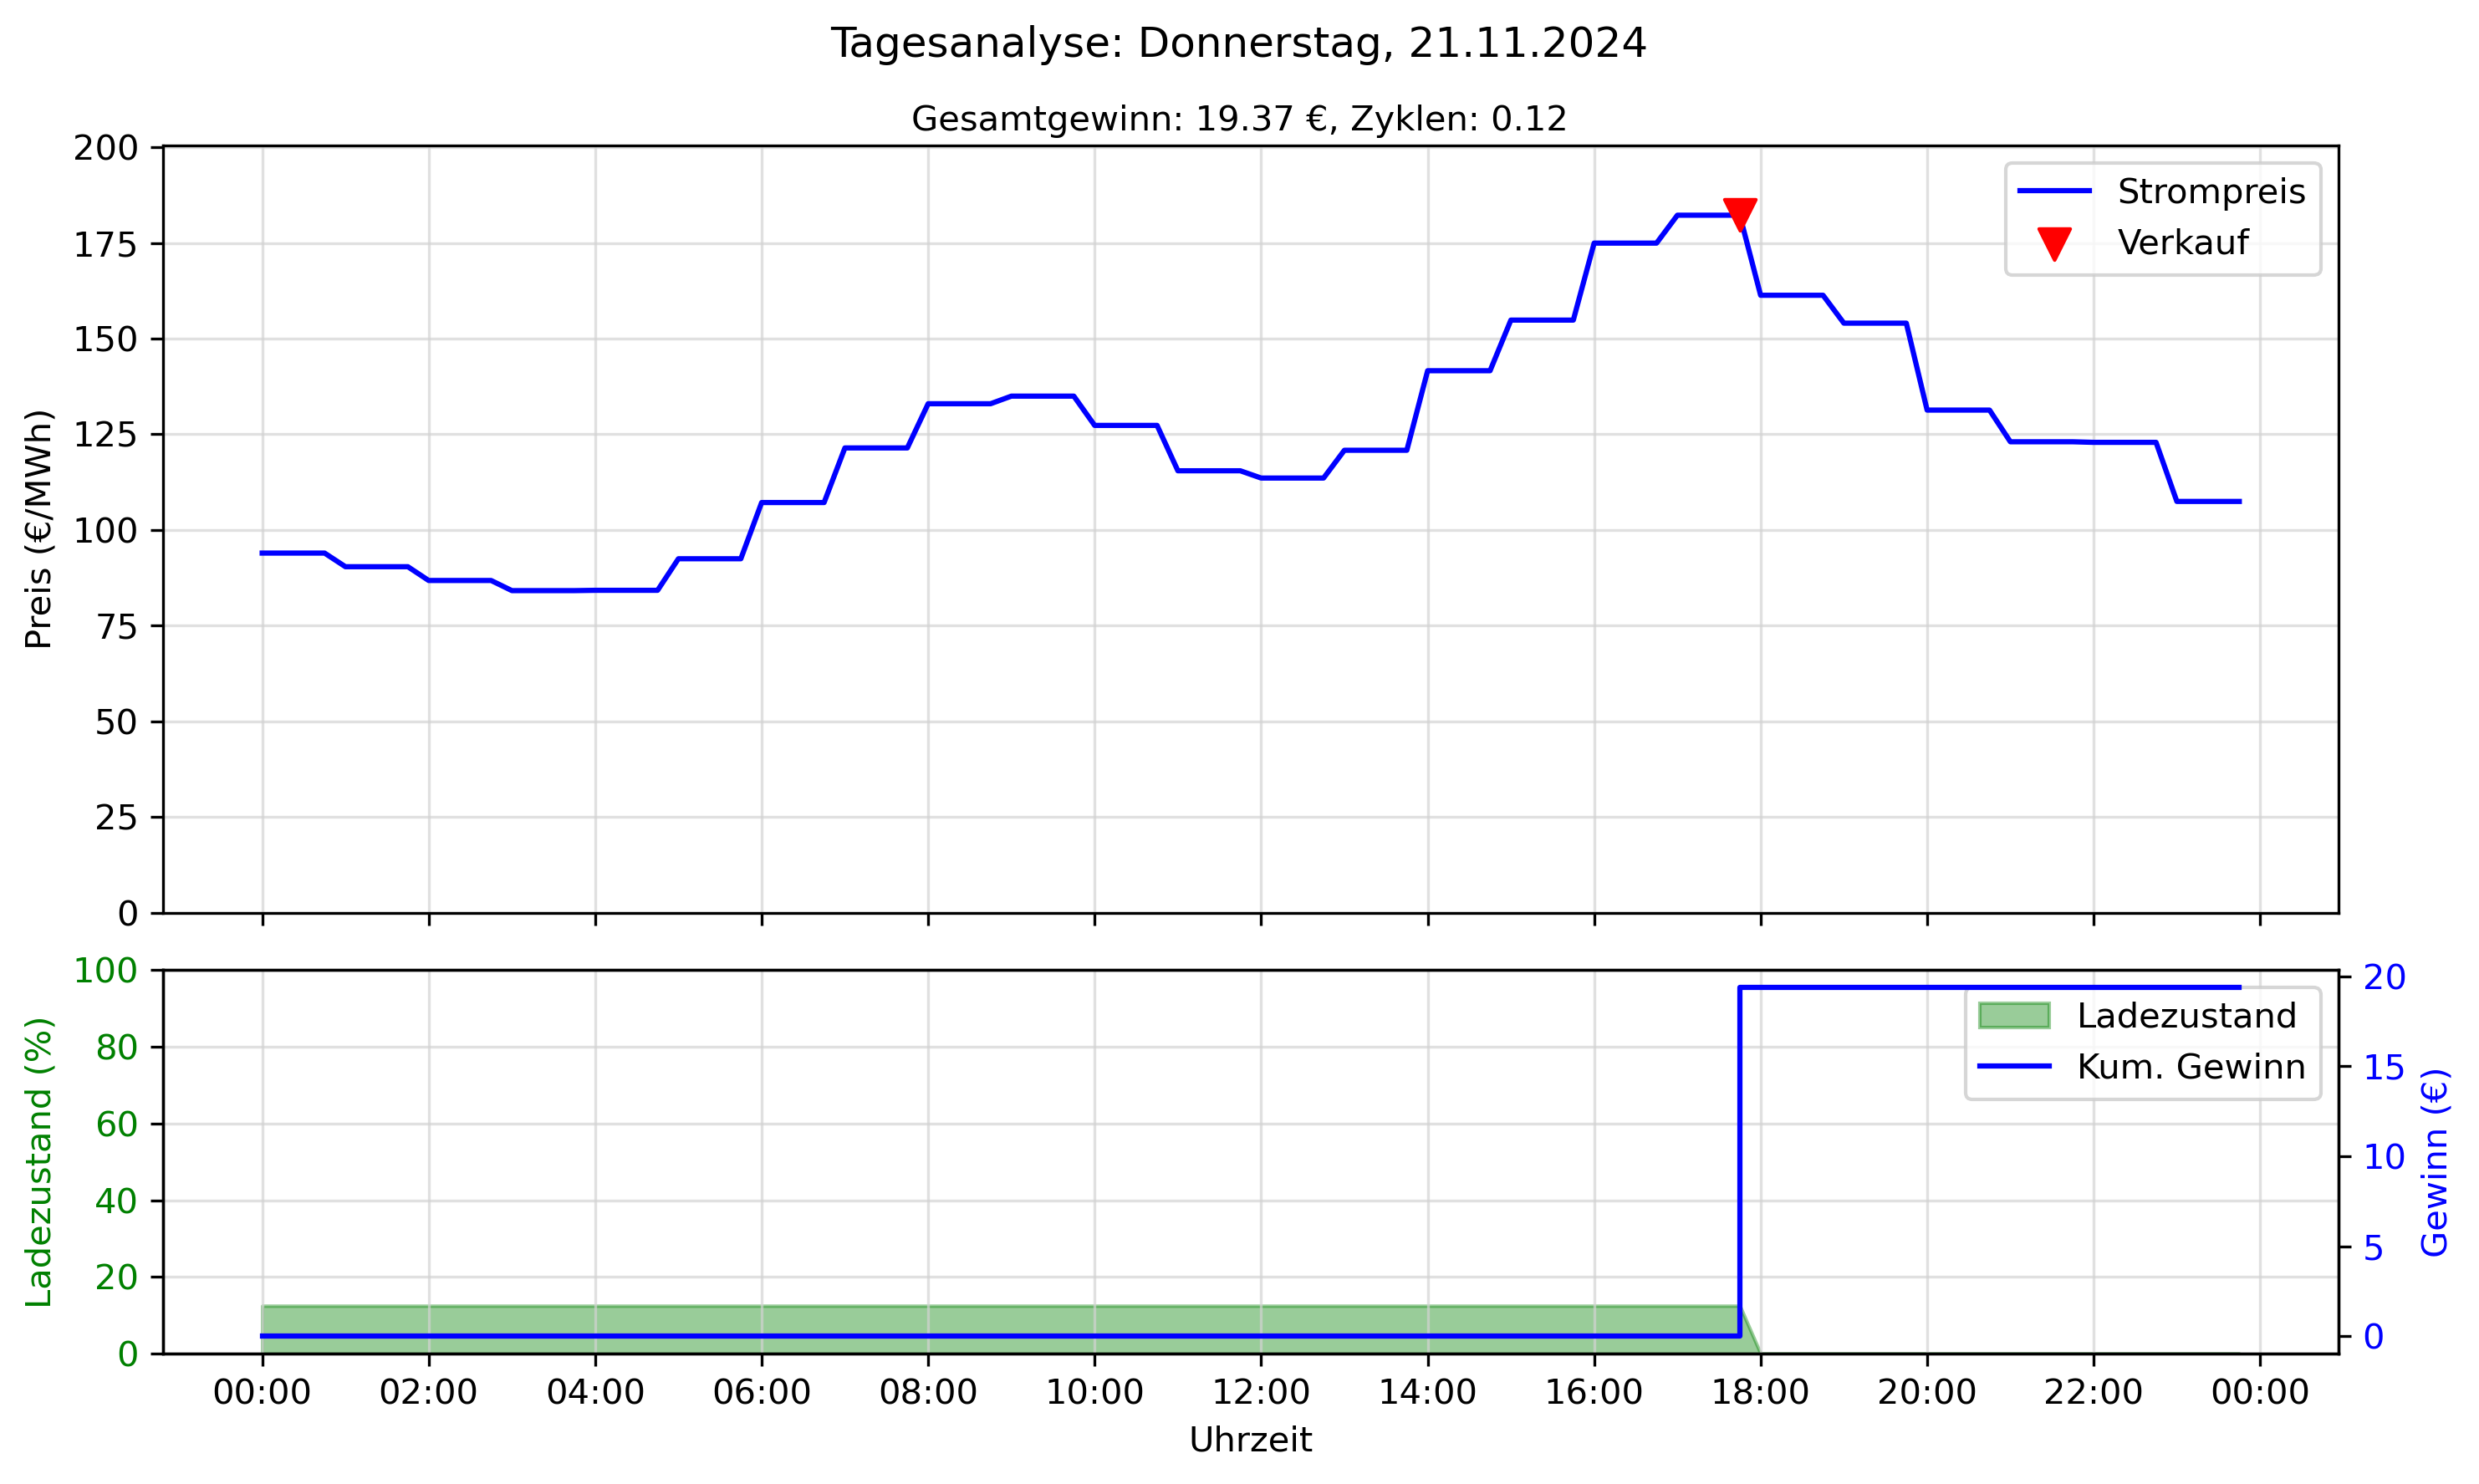 Tagesanalyse: Donnerstag, 21.11.2024
Gesamtgewinn: 19.37 €, Zyklen: 0.12
Preis (€/MWh)
200
175
150
125
100
75
50
25
0
Strompreis
Verkauf
Ladezustand (%)
100
80
60
40
20
0
Ladezustand
Kum. Gewinn
20
15
10
5
0
Gewinn (€)
00:00 02:00 04:00 06:00 08:00 10:00 12:00 14:00 16:00 18:00 20:00 22:00 00:00
Uhrzeit